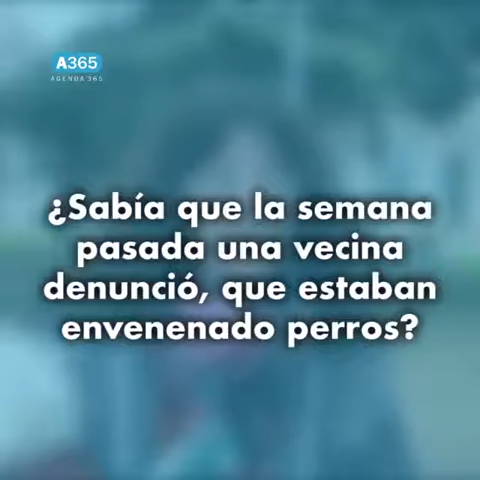 A365
AGENDA 365
¿Sabía que la semana
pasada una vecina
denunció, que estaban
envenenado perros?